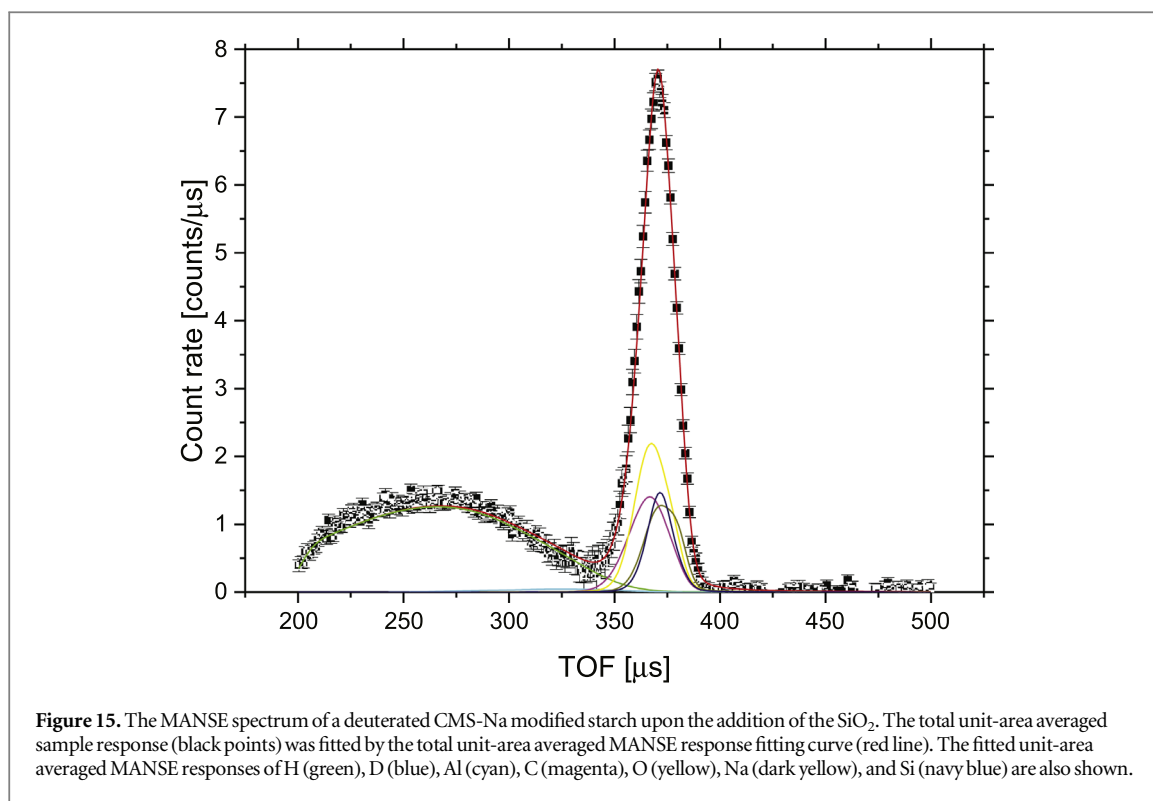 8
7
6
5
4
3
2
1
0
Count rate [counts/μs]
200 250 300 350 400 450 500
TOF [μs]
Figure 15. The MANSE spectrum of a deuterated CMS-Na modified starch upon the addition of the SiO₂. The total unit-area averaged
sample response (black points) was fitted by the total unit-area averaged MANSE response fitting curve (red line). The fitted unit-area
averaged MANSE responses of H (green), D (blue), Al (cyan), C (magenta), O (yellow), Na (dark yellow), and Si (navy blue) are also shown.